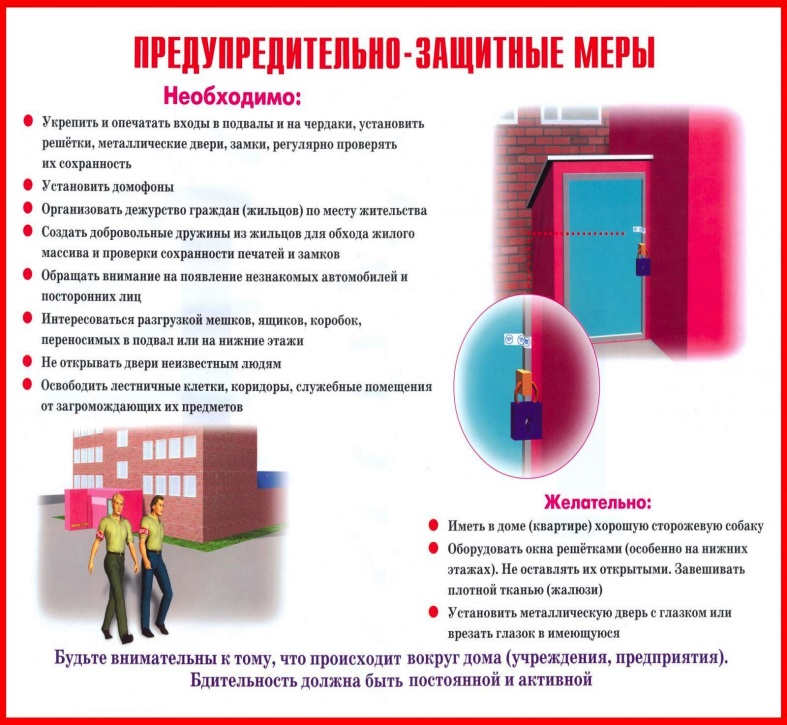 ПРЕДУПРЕДИТЕЛЬНО-ЗАЩИТНЫЕ МЕРЫ
Необходимо:
Укрепить и опечатать входы в подвалы и на чердаки, установить
решётки, металлические двери, замки, регулярно проверять
их сохранность
Установить домофоны
Организовать дежурство граждан (жильцов) по месту жительства
Создать добровольные дружины из жильцов для обхода жилого
массива и проверки сохранности печатей и замков
Обращать внимание на появление незнакомых автомобилей и
посторонних лиц
Интересоваться разгрузкой мешков, ящиков, коробок,
переносимых в подвал или на нижние этажи
Не открывать двери неизвестным людям
Освободить лестничные клетки, коридоры, служебные помещения
от загромождающих их предметов
Желательно:
Иметь в доме (квартире) хорошую сторожевую собаку
Оборудовать окна решётками (особенно на нижних
этажах). Не оставлять их открытыми. Завешивать
плотной тканью (жалюзи)
Установить металлическую дверь с глазком или
врезать глазок в имеющуюся
Будьте внимательны к тому, что происходит вокруг дома (учреждения, предприятия).
Бдительность должна быть постоянной и активной